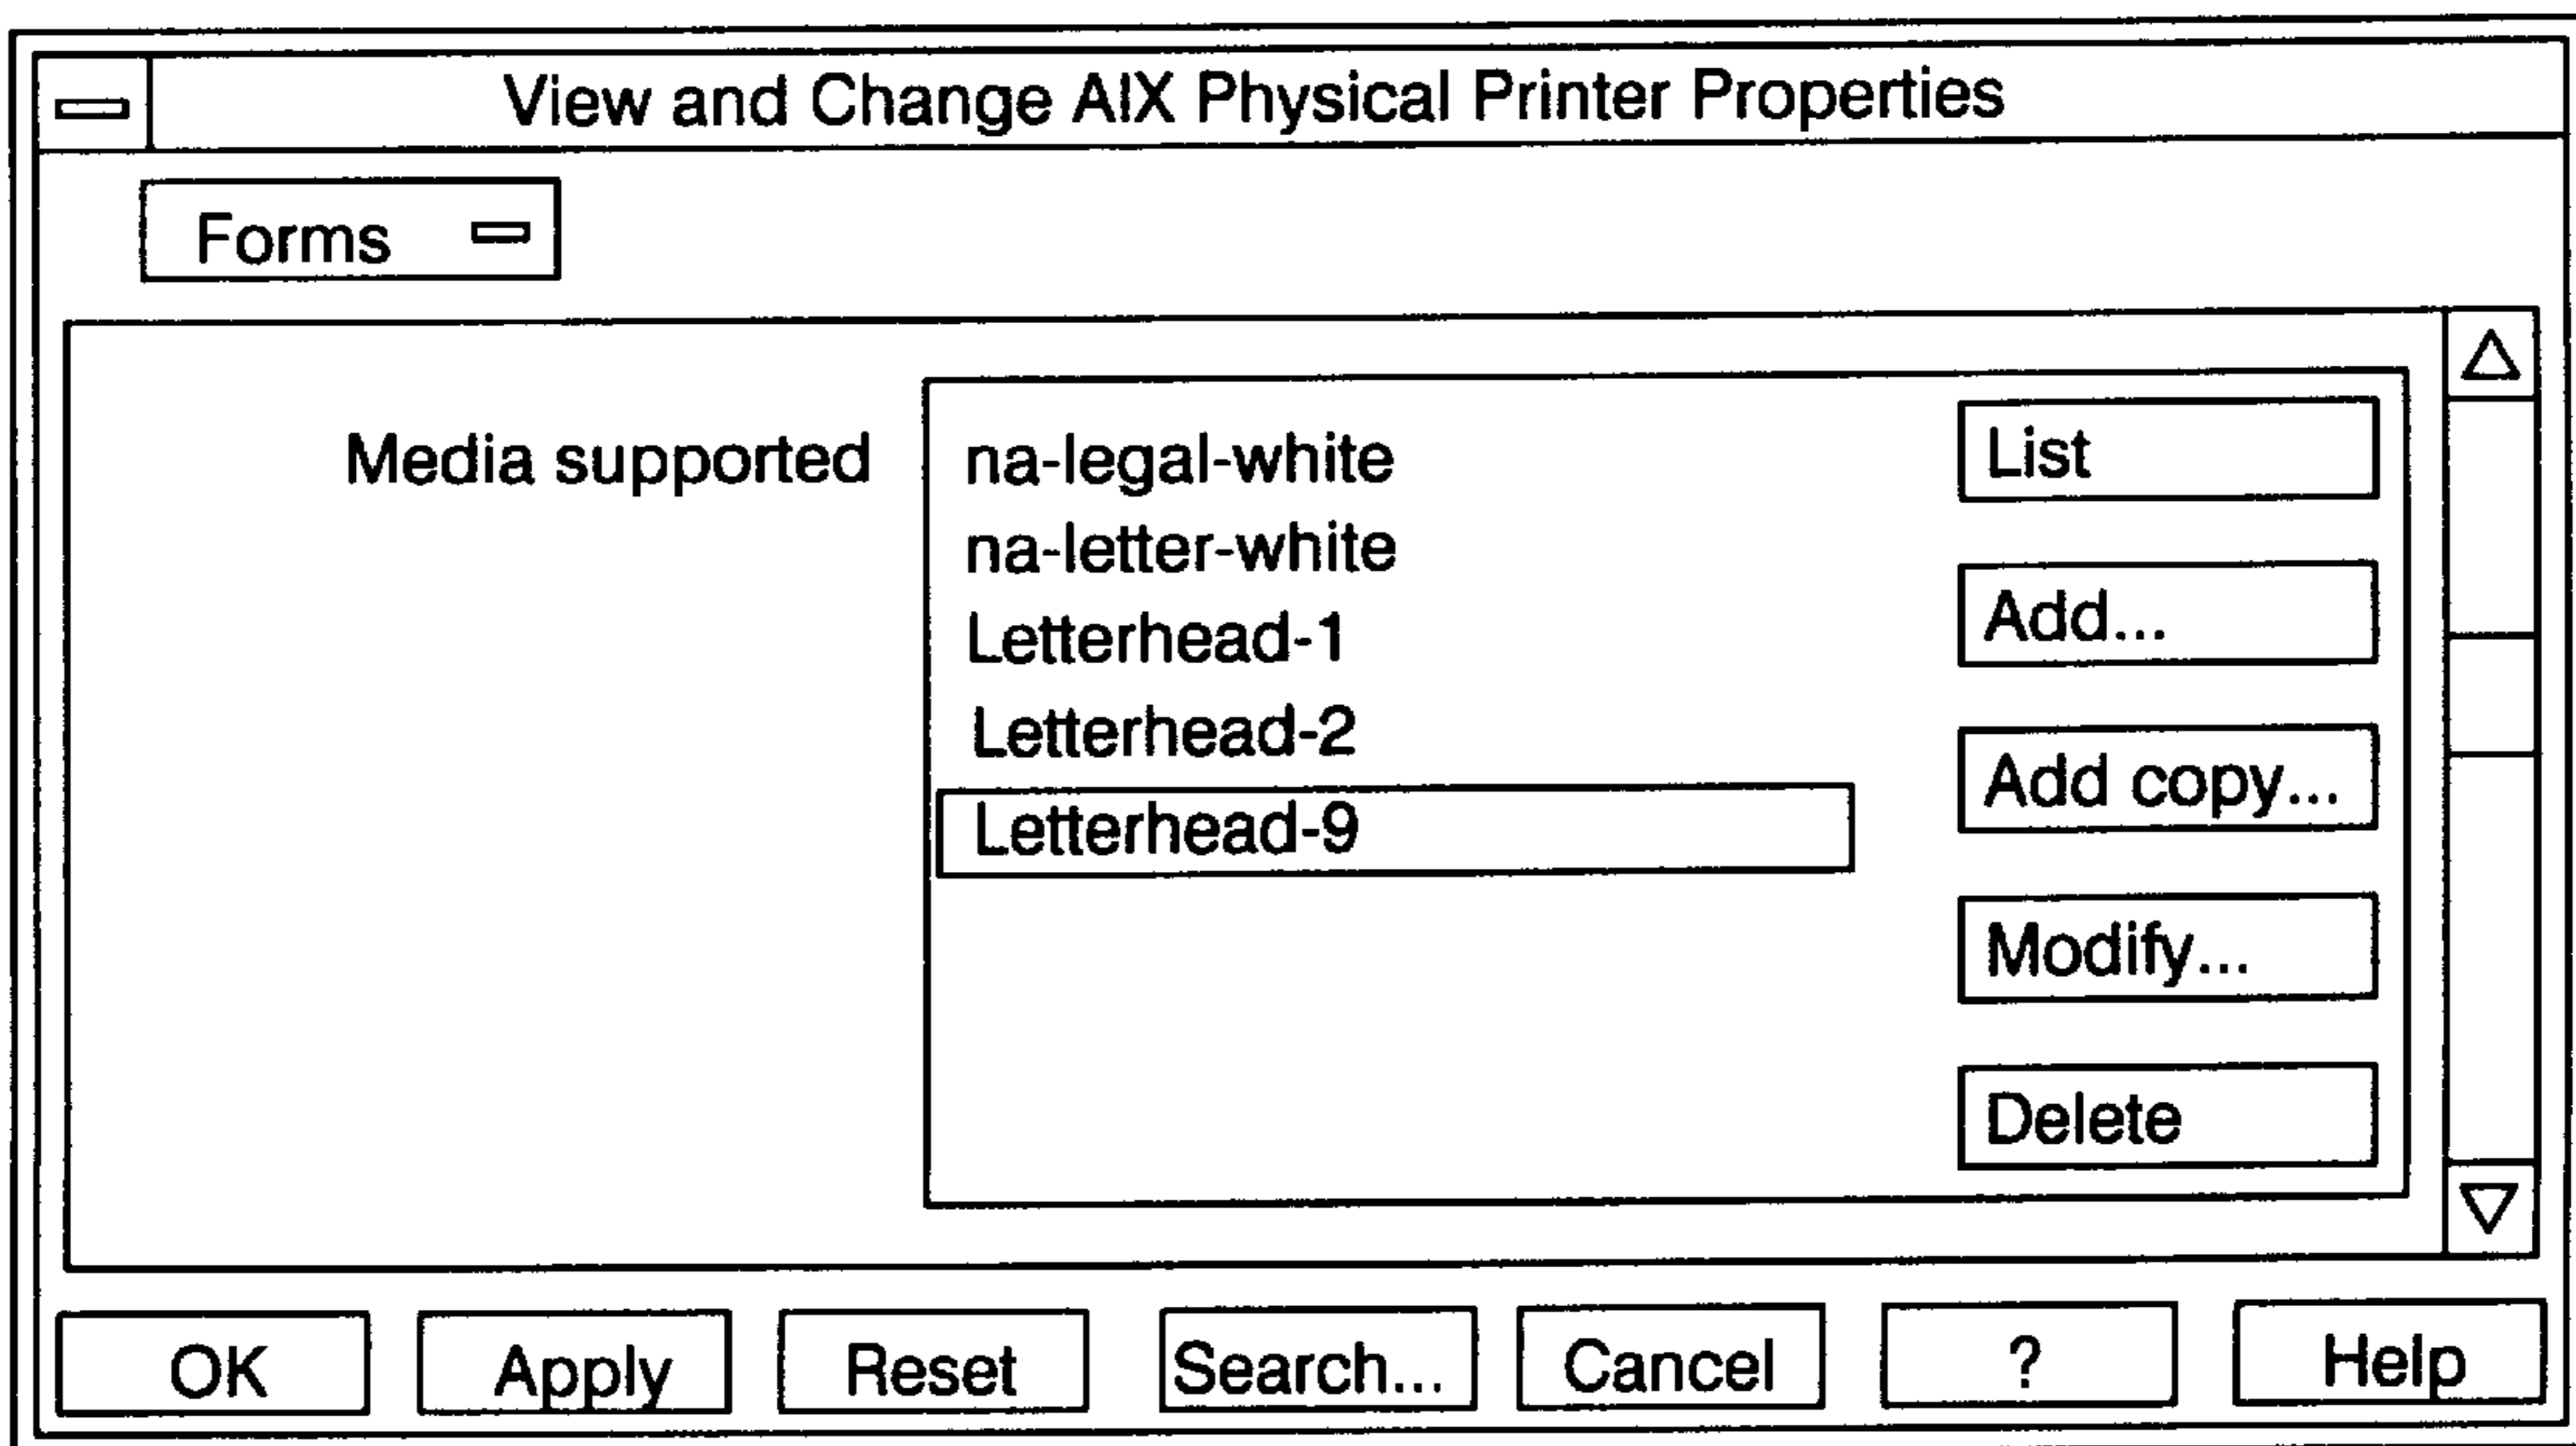 View and Change AIX Physical Printer Properties
Forms
Media supported
na-legal-white
na-letter-white
Letterhead-1
Letterhead-2
Letterhead-9
List
Add...
Add copy...
Modify...
Delete
OK
Apply
Reset
Search...
Cancel
?
Help